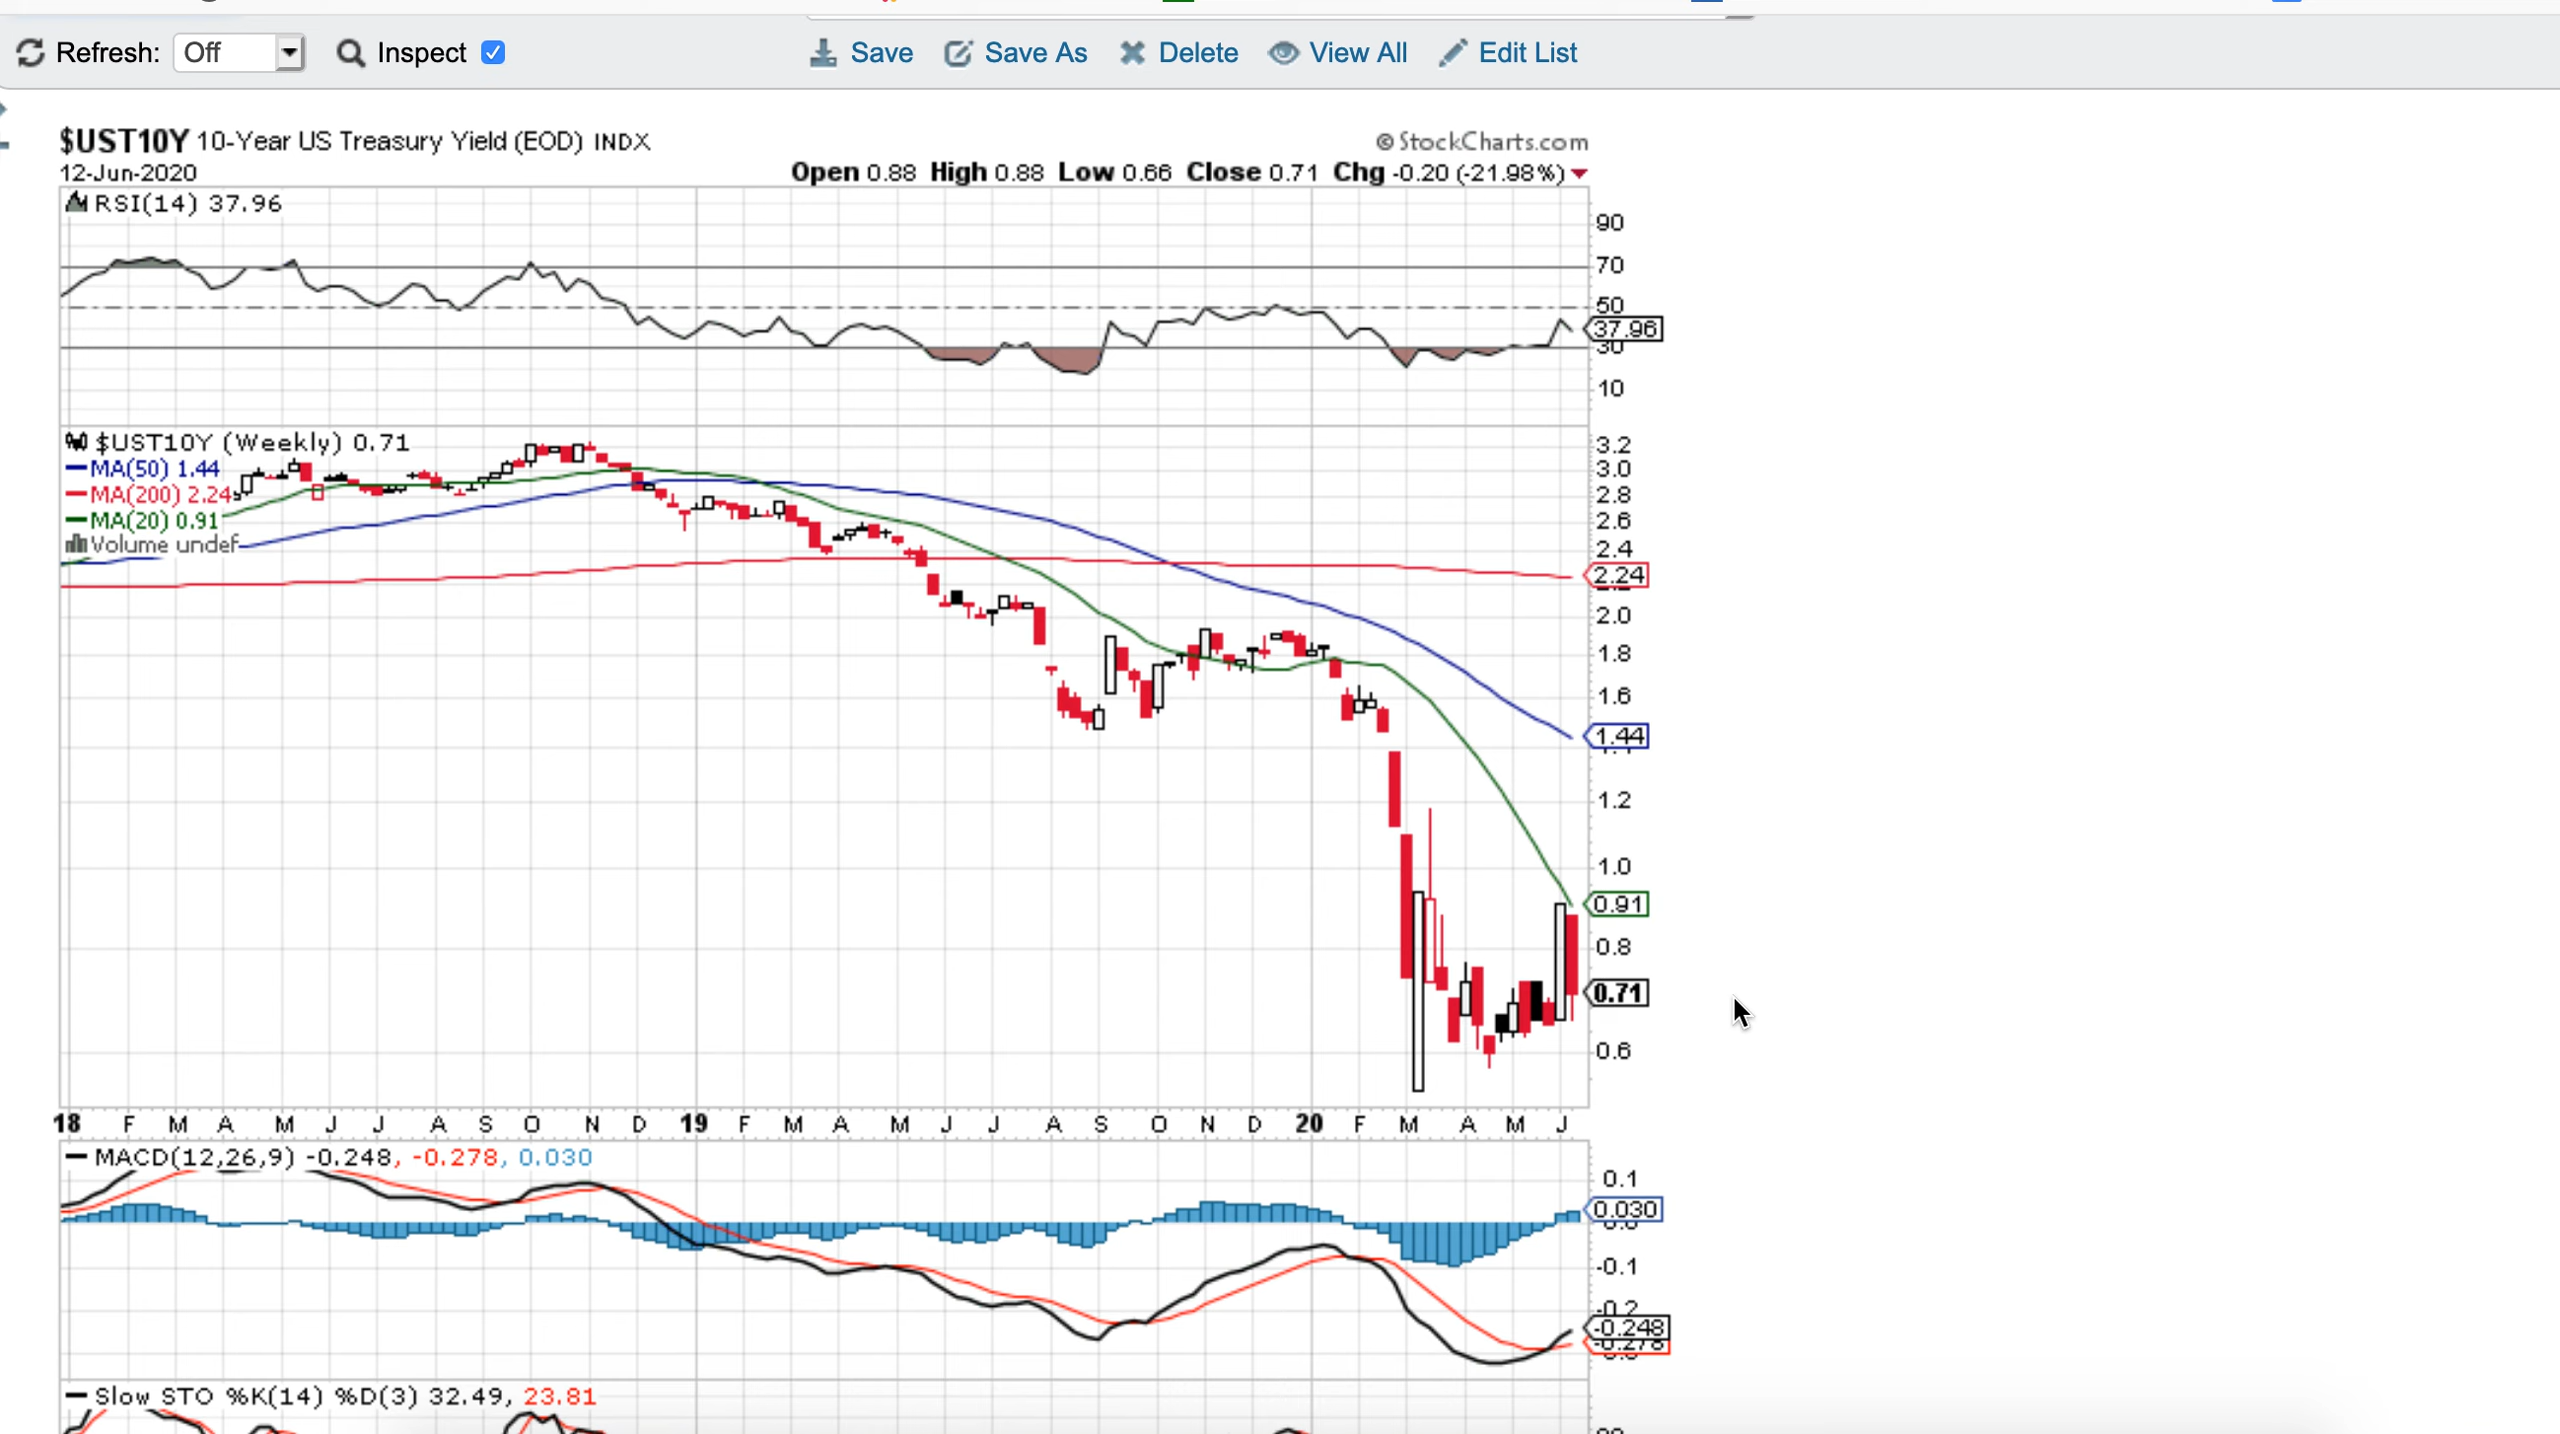 Refresh: Off Inspect Save Save As Delete View All Edit List
$UST10Y 10-Year US Treasury Yield (EOD) INDX © StockCharts.com
12-Jun-2020 Open 0.88 High 0.88 Low 0.66 Close 0.71 Chg -0.20 (-21.98%)
RSI(14) 37.96
90
70
50
37.96
30
10
$UST10Y (Weekly) 0.71
MA(50) 1.44
MA(200) 2.24
MA(20) 0.91
Volume undef
3.2
3.0
2.8
2.6
2.4
2.24
2.0
1.8
1.6
1.44
1.2
1.0
0.91
0.8
0.71
0.6
18 F M A M J J A S O N D 19 F M A M J J A S O N D 20 F M A M J
MACD(12,26,9) -0.248, -0.278, 0.030
0.1
0.030
-0.1
-0.2
-0.248
-0.278
Slow STO %K(14) %D(3) 32.49, 23.81